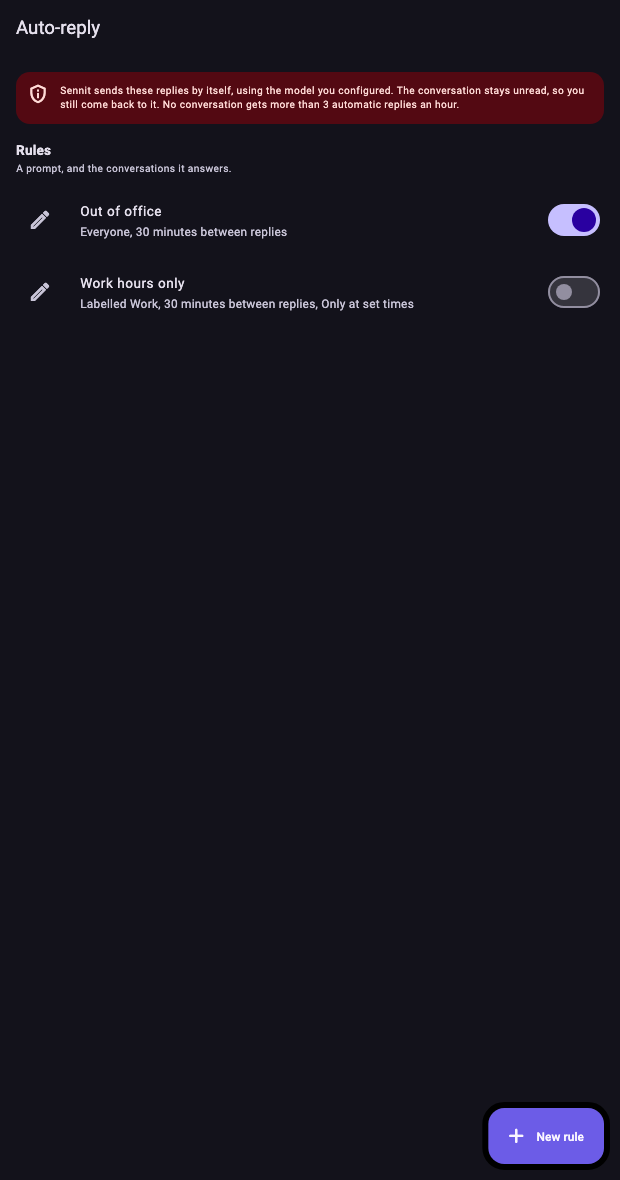 Auto-reply
Sennit sends these replies by itself, using the model you configured. The conversation stays unread, so you
still come back to it. No conversation gets more than 3 automatic replies an hour.
Rules
A prompt, and the conversations it answers.
Out of office
Everyone, 30 minutes between replies
Work hours only
Labelled Work, 30 minutes between replies, Only at set times
New rule